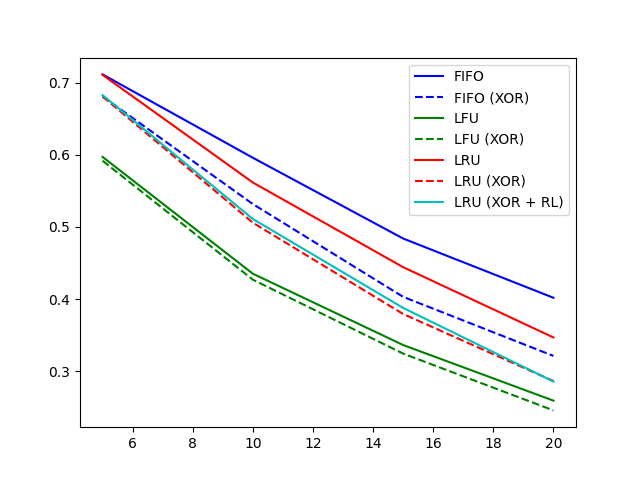 FIFO
FIFO (XOR)
LFU
LFU (XOR)
LRU
LRU (XOR)
LRU (XOR + RL)
0.7
0.6
0.5
0.4
0.3
6 8 10 12 14 16 18 20